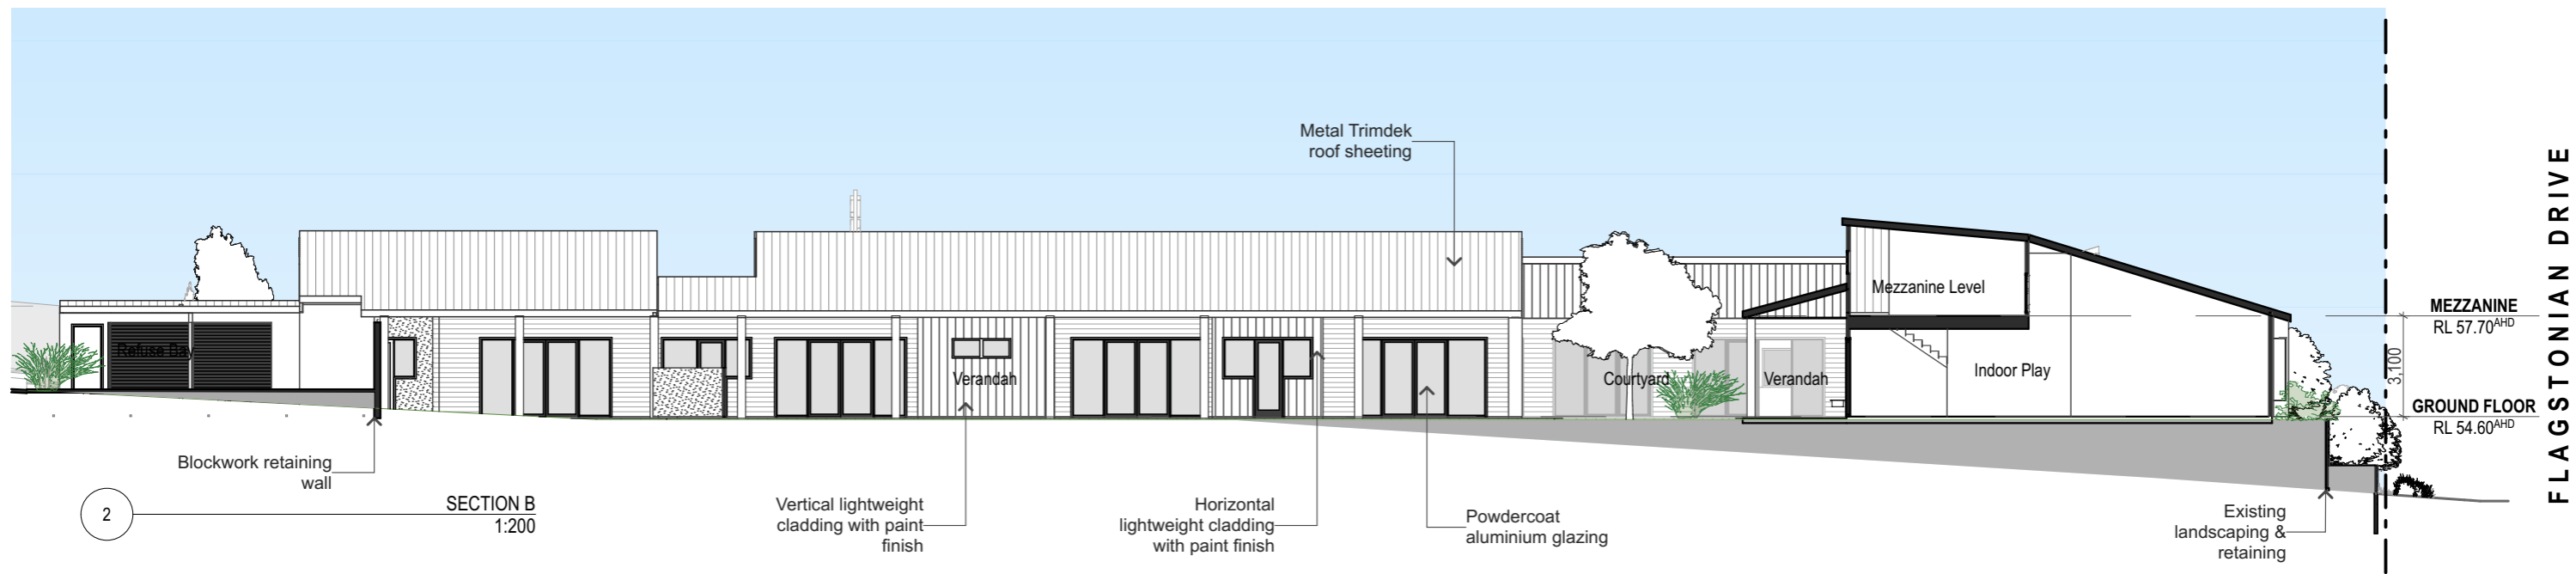 Metal Trimdek
roof sheeting
FLAGSTONIAN DRIVE
Mezzanine Level
MEZZANINE
RL 57.70AHD
3,100
Refuse Bay
Verandah
Courtyard
Verandah
Indoor Play
GROUND FLOOR
RL 54.60AHD
Blockwork retaining
wall
2
SECTION B
1:200
Vertical lightweight
cladding with paint
finish
Horizontal
lightweight cladding
with paint finish
Powdercoat
aluminium glazing
Existing
landscaping &
retaining